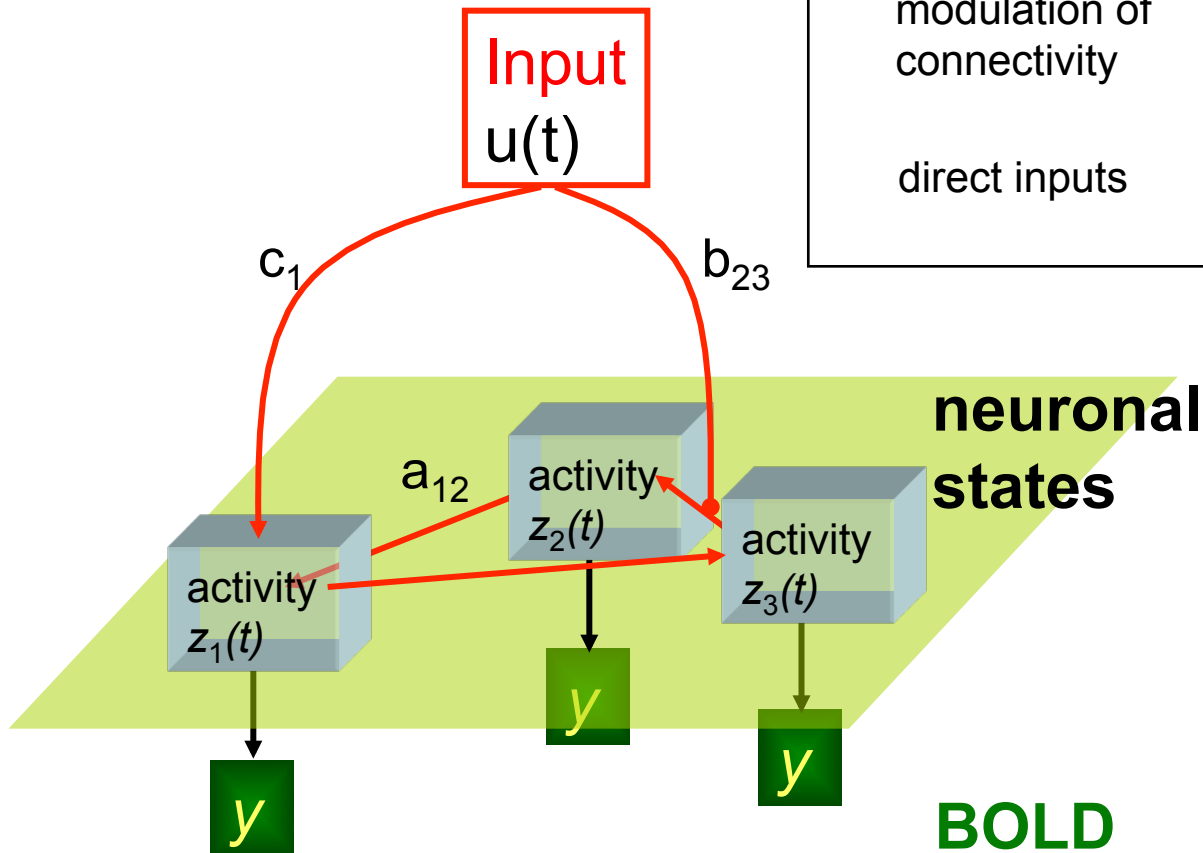 modulation of
connectivity
direct inputs
Input
u(t)
c₁
b₂₃
neuronal
states
a₁₂
activity
z₂(t)
activity
z₃(t)
activity
z₁(t)
y
y
y
BOLD